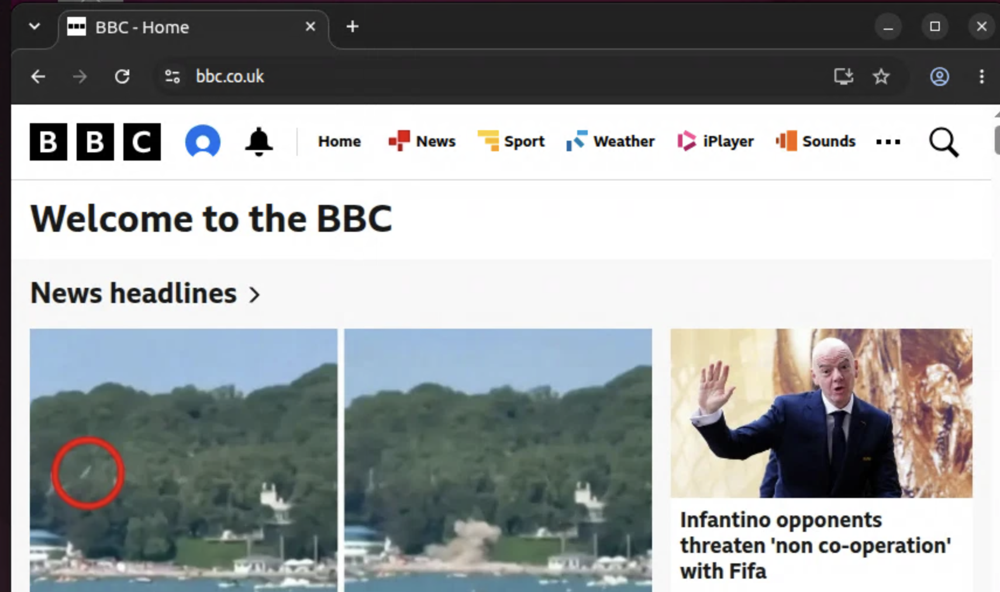 BBC - Home
bbc.co.uk
BBC
Home
News
Sport
Weather
iPlayer
Sounds
Welcome to the BBC
News headlines
Infantino opponents
threaten 'non co-operation'
with Fifa